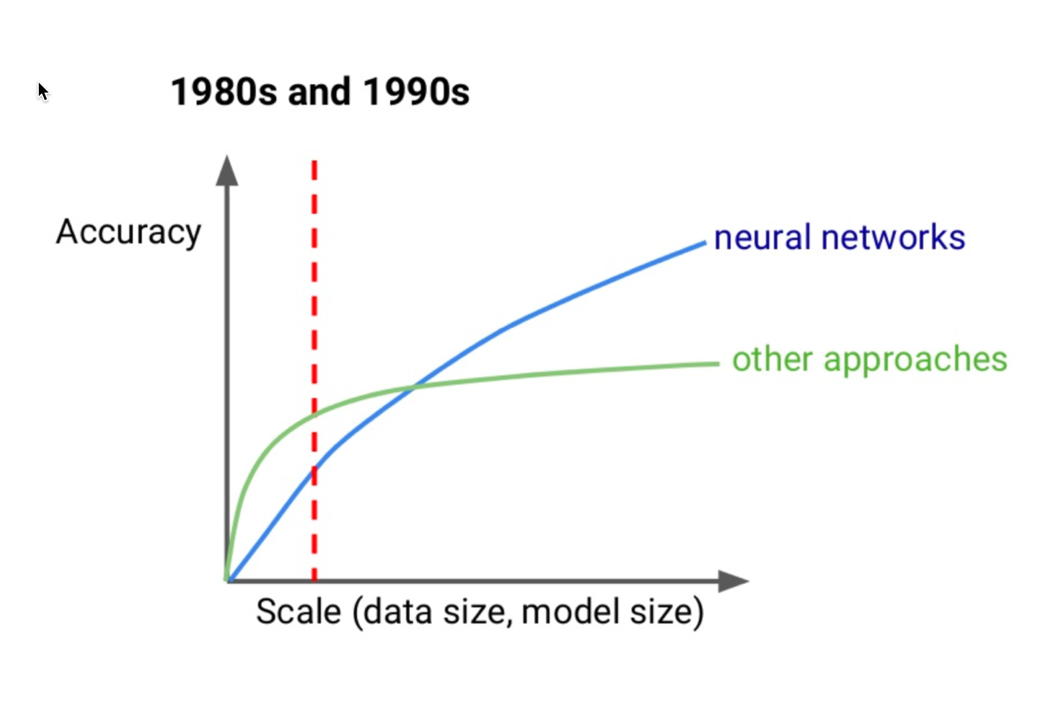 1980s and 1990s
Accuracy
neural networks
other approaches
Scale (data size, model size)